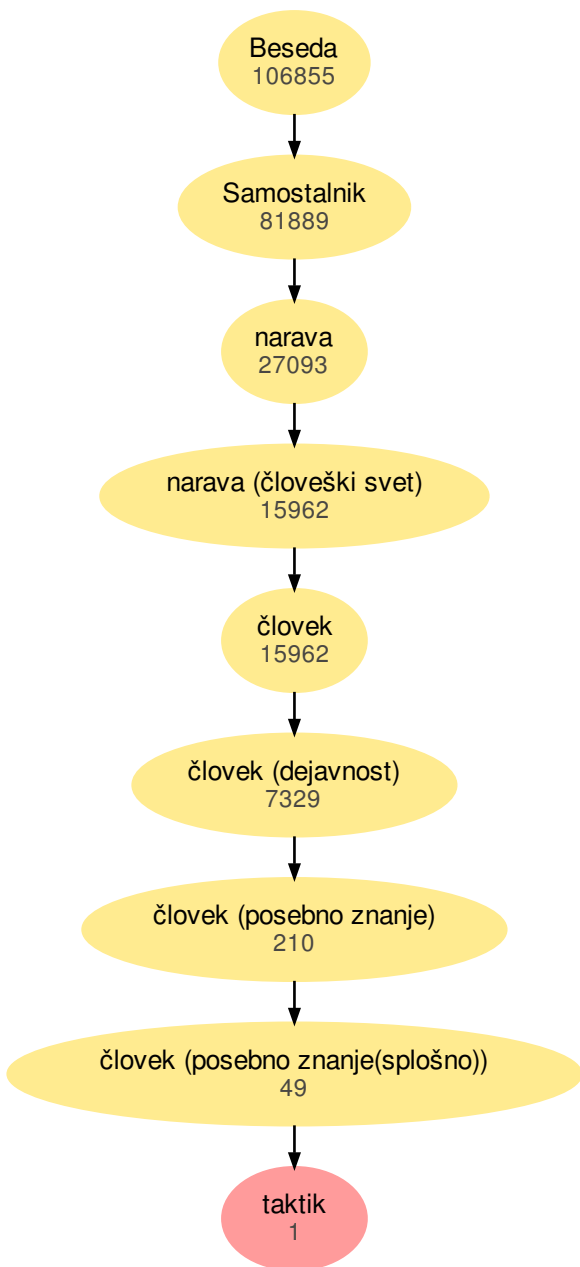 Beseda
106855
Samostalnik
81889
narava
27093
narava (človeški svet)
15962
človek
15962
človek (dejavnost)
7329
človek (posebno znanje)
210
človek (posebno znanje(splošno))
49
taktik
1